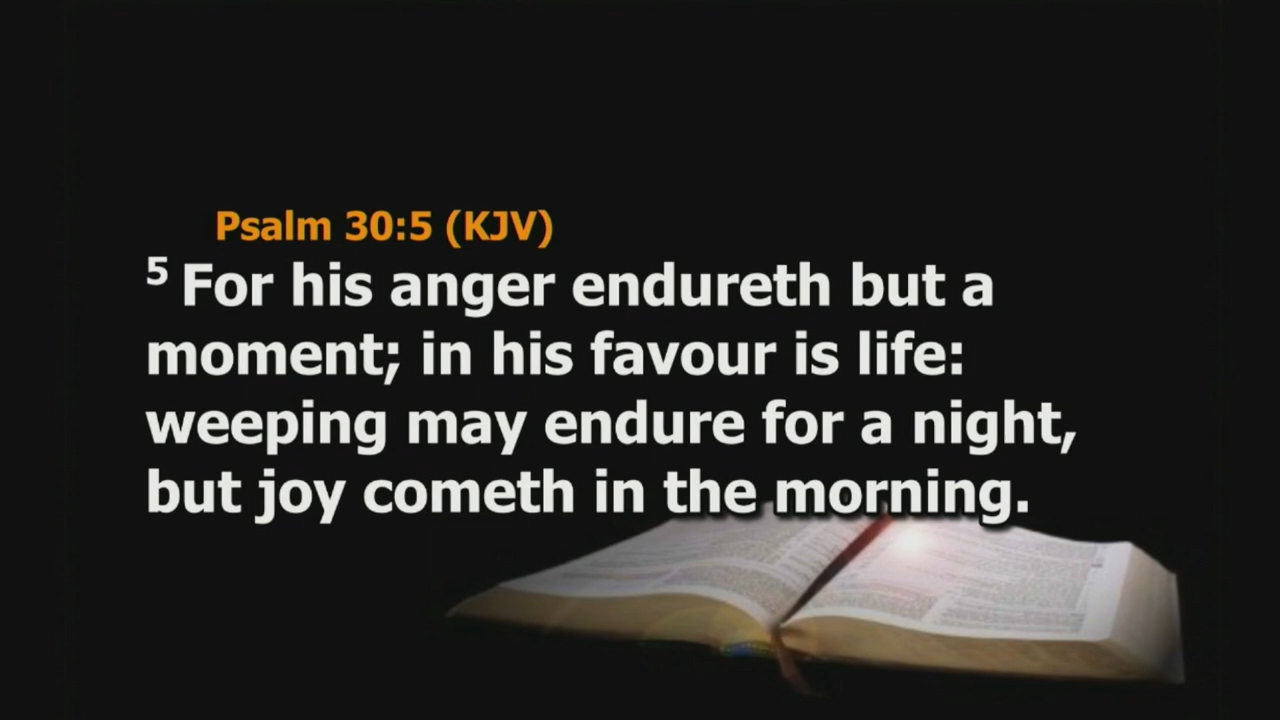 Psalm 30:5 (KJV)
5 For his anger endureth but a
moment; in his favour is life:
weeping may endure for a night,
but joy cometh in the morning.